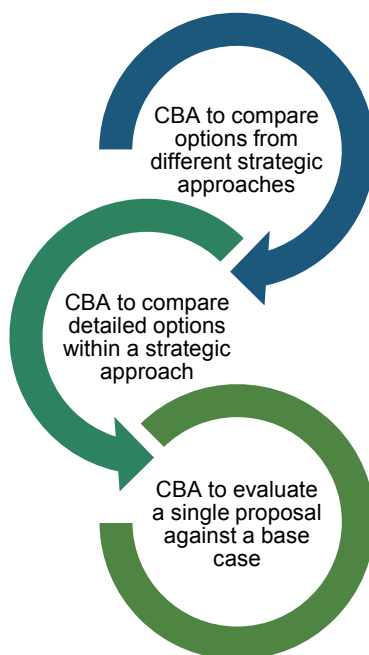 CBA to compare
options from
different strategic
approaches
CBA to compare
detailed options
within a strategic
approach
CBA to evaluate
a single proposal
against a base
case